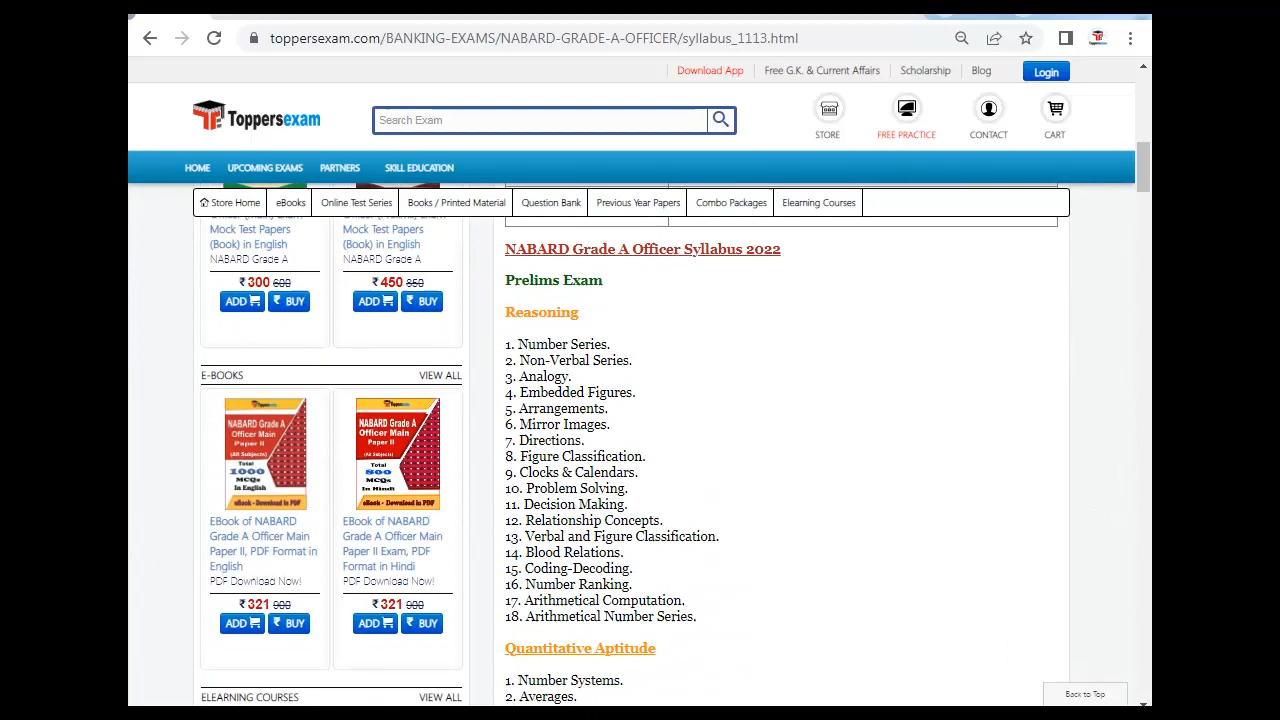 toppersexam.com/BANKING-EXAMS/NABARD-GRADE-A-OFFICER/syllabus_1113.html
Download App
Free G.K. & Current Affairs
Scholarship
Blog
Login
Toppersexam
Search Exam
STORE
FREE PRACTICE
CONTACT
CART
HOME
UPCOMING EXAMS
PARTNERS
SKILL EDUCATION
Store Home
eBooks
Online Test Series
Books / Printed Material
Question Bank
Previous Year Papers
Combo Packages
Elearning Courses
Mock Test Papers
(Book) in English
NABARD Grade A
₹ 300 600
ADD
₹ BUY
Mock Test Papers
(Book) in English
NABARD Grade A
₹ 450 850
ADD
₹ BUY
E-BOOKS
VIEW ALL
Toppersexam
NABARD Grade A
Officer Main
Paper II
(All Subjects)
Total
1000
MCQs
In English
eBook - Download in PDF
EBook of NABARD
Grade A Officer Main
Paper II, PDF Format in
English
PDF Download Now!
₹ 321 900
ADD
₹ BUY
Toppersexam
NABARD Grade A
Officer Main
Paper II
(All Subjects)
Total
800
MCQs
In Hindi
eBook - Download in PDF
EBook of NABARD
Grade A Officer Main
Paper II Exam, PDF
Format in Hindi
PDF Download Now!
₹ 321 900
ADD
₹ BUY
ELEARNING COURSES
VIEW ALL
NABARD Grade A Officer Syllabus 2022
Prelims Exam
Reasoning
1. Number Series.
2. Non-Verbal Series.
3. Analogy.
4. Embedded Figures.
5. Arrangements.
6. Mirror Images.
7. Directions.
8. Figure Classification.
9. Clocks & Calendars.
10. Problem Solving.
11. Decision Making.
12. Relationship Concepts.
13. Verbal and Figure Classification.
14. Blood Relations.
15. Coding-Decoding.
16. Number Ranking.
17. Arithmetical Computation.
18. Arithmetical Number Series.
Quantitative Aptitude
1. Number Systems.
2. Averages.
Back to Top